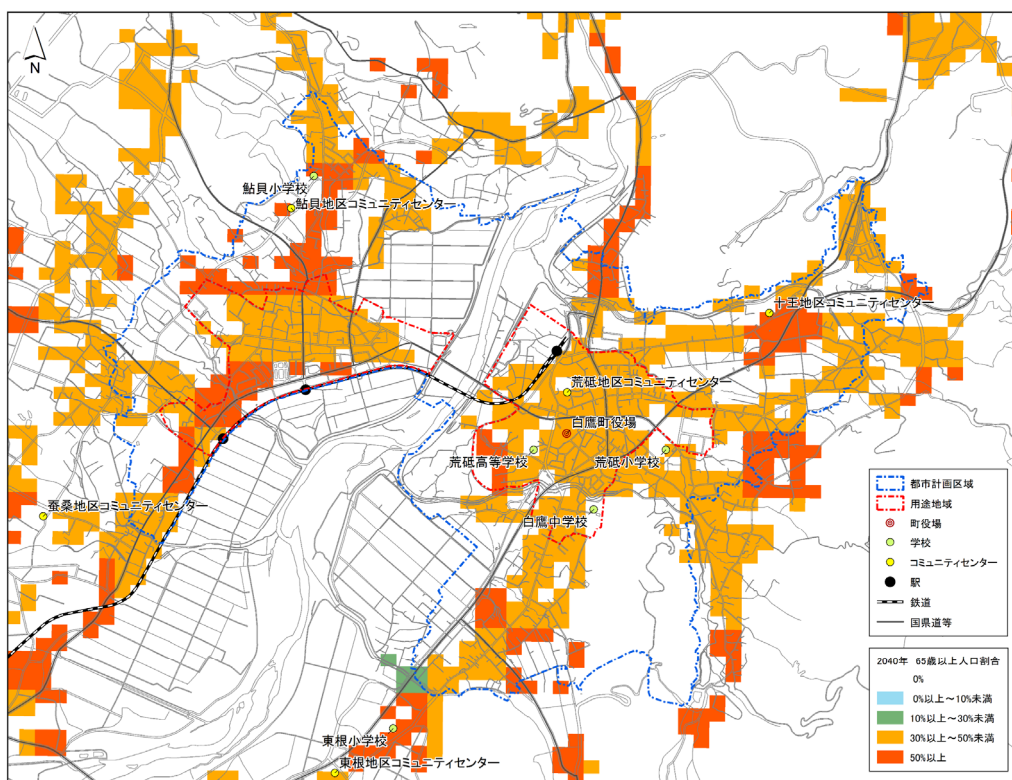 N
鮎貝小学校
鮎貝地区コミュニティセンター
十王地区コミュニティセンター
荒砥地区コミュニティセンター
白鷹町役場
荒砥高等学校
荒砥小学校
蚕桑地区コミュニティセンター
白鷹中学校
東根小学校
東根地区コミュニティセンター
都市計画区域
用途地域
町役場
学校
コミュニティセンター
駅
鉄道
国県道等
2040年 65歳以上人口割合
0%
0%以上～10%未満
10%以上～30%未満
30%以上～50%未満
50%以上